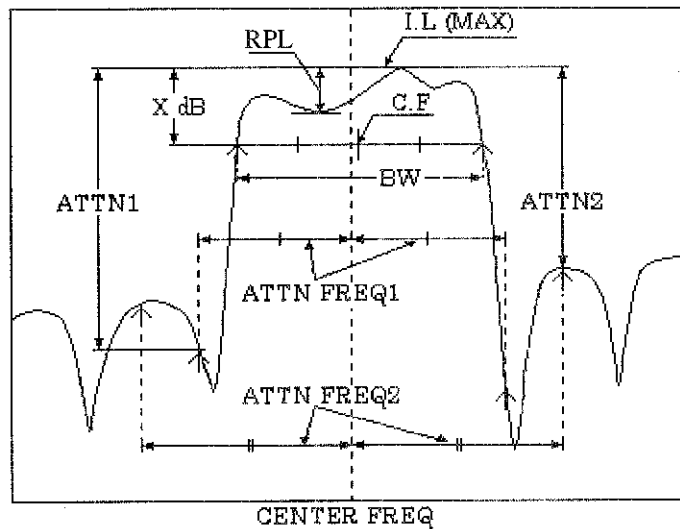 I.L (MAX)
RPL
X dB
C.F
BW
ATTN1
ATTN2
ATTN FREQ1
ATTN FREQ2
CENTER FREQ